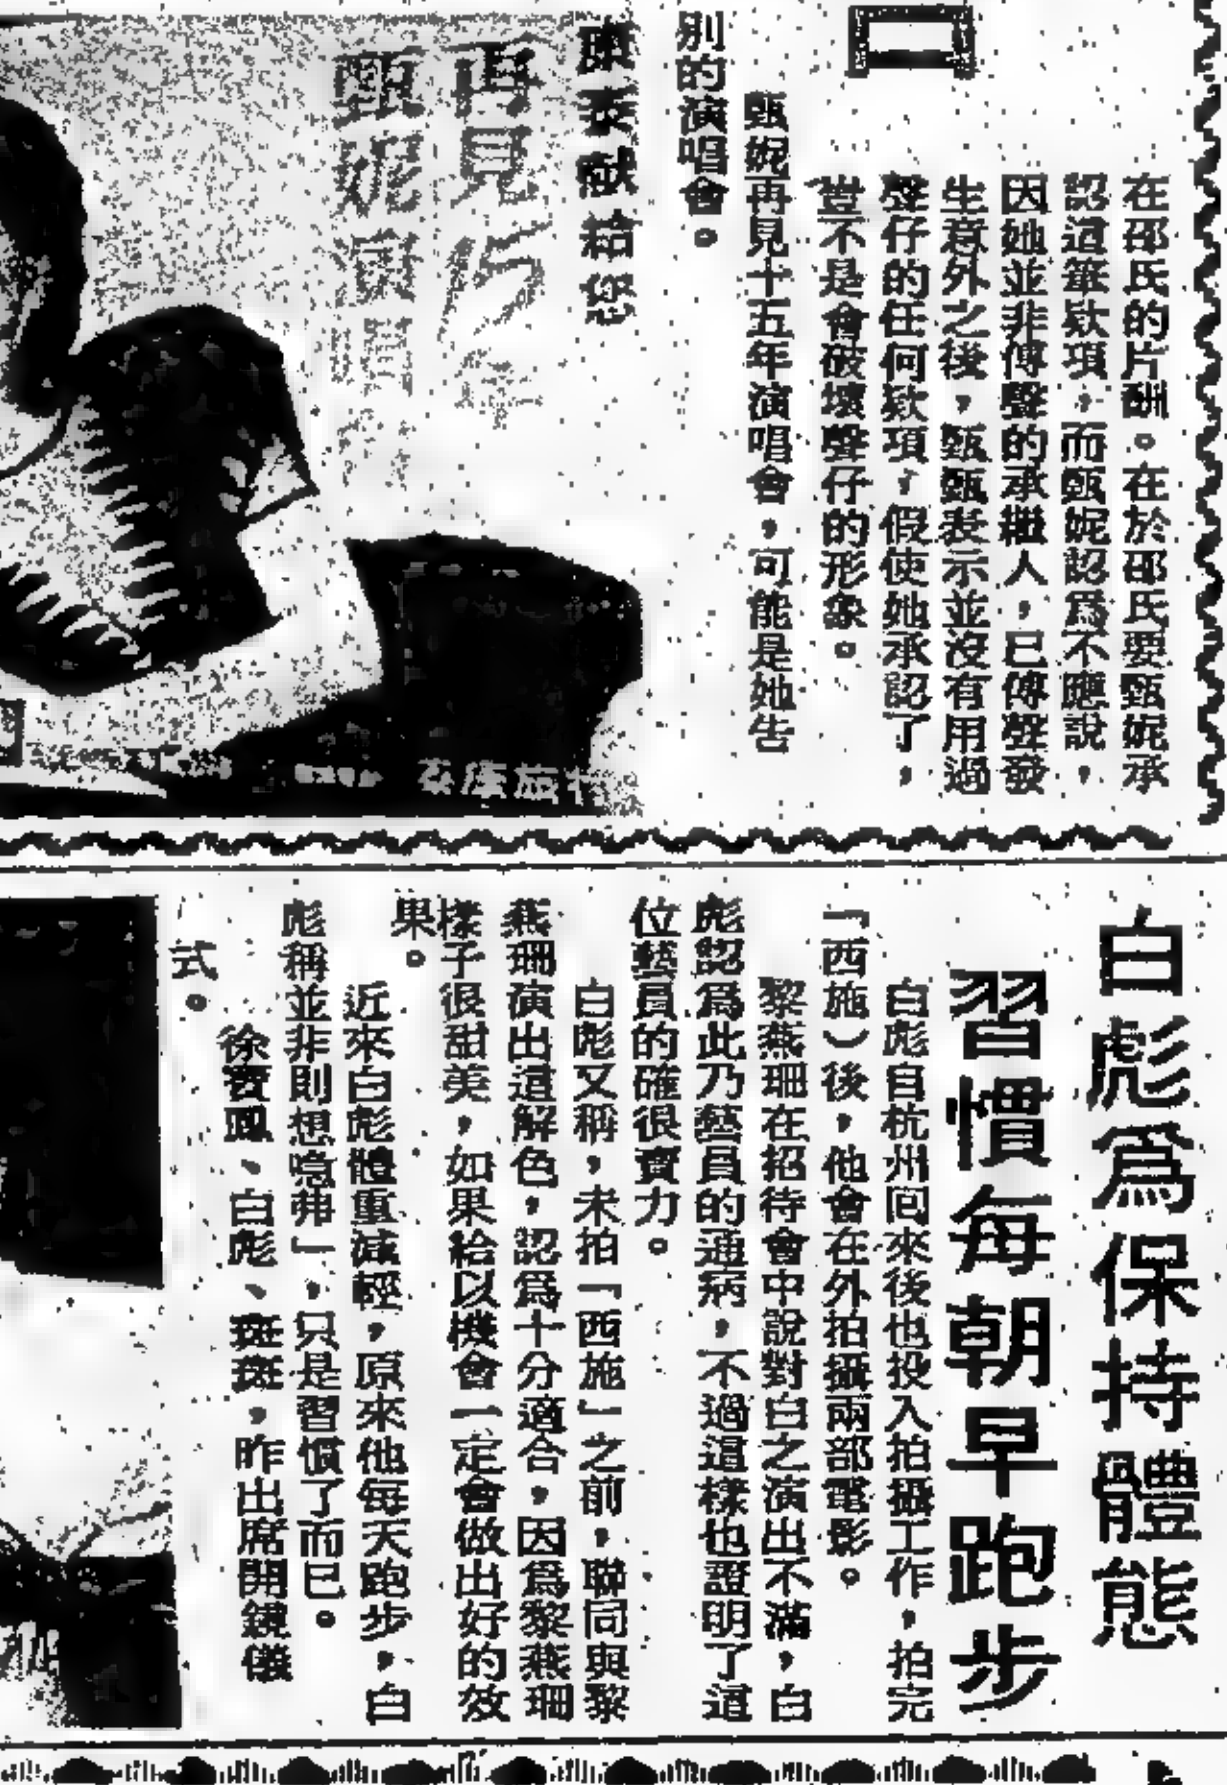 在邵氏的片酬。在於邵氏要甄妮承
認這筆欵項，而甄妮認爲不應說，
因她並非傅聲的承繼人，已傅聲發
生意外之後，甄甄表示並沒有用過
聲仔的任何欵項，假使她承認了，
豈不是會破壞聲仔的形象。
甄妮再見十五年演唱會，可能是她告
別的演唱會。
獻給您
再見
甄妮
唱
白彪爲保持體態
習慣每朝早跑步
白彪自杭州囘來後也投入拍攝工作，拍完
「西施）後，他會在外拍攝兩部電影。
黎燕珊在招待會中說對白之演出不滿，白
彪認爲此乃藝員的通病，不過這樣也證明了這
位藝員的確很賣力。
白彪又稱，未拍「西施」之前，聯同與黎
燕珊演出這解色，認爲十分適合，因爲黎燕珊
樣子很甜美，如果給以機會一定會做出好的效
果。
近來白彪體重減輕，原來他每天跑步，白
彪稱並非則想噫弗」，只是習慣了而已。
徐寶鳳、白彪、斑斑，昨出席開鏡儀
式。